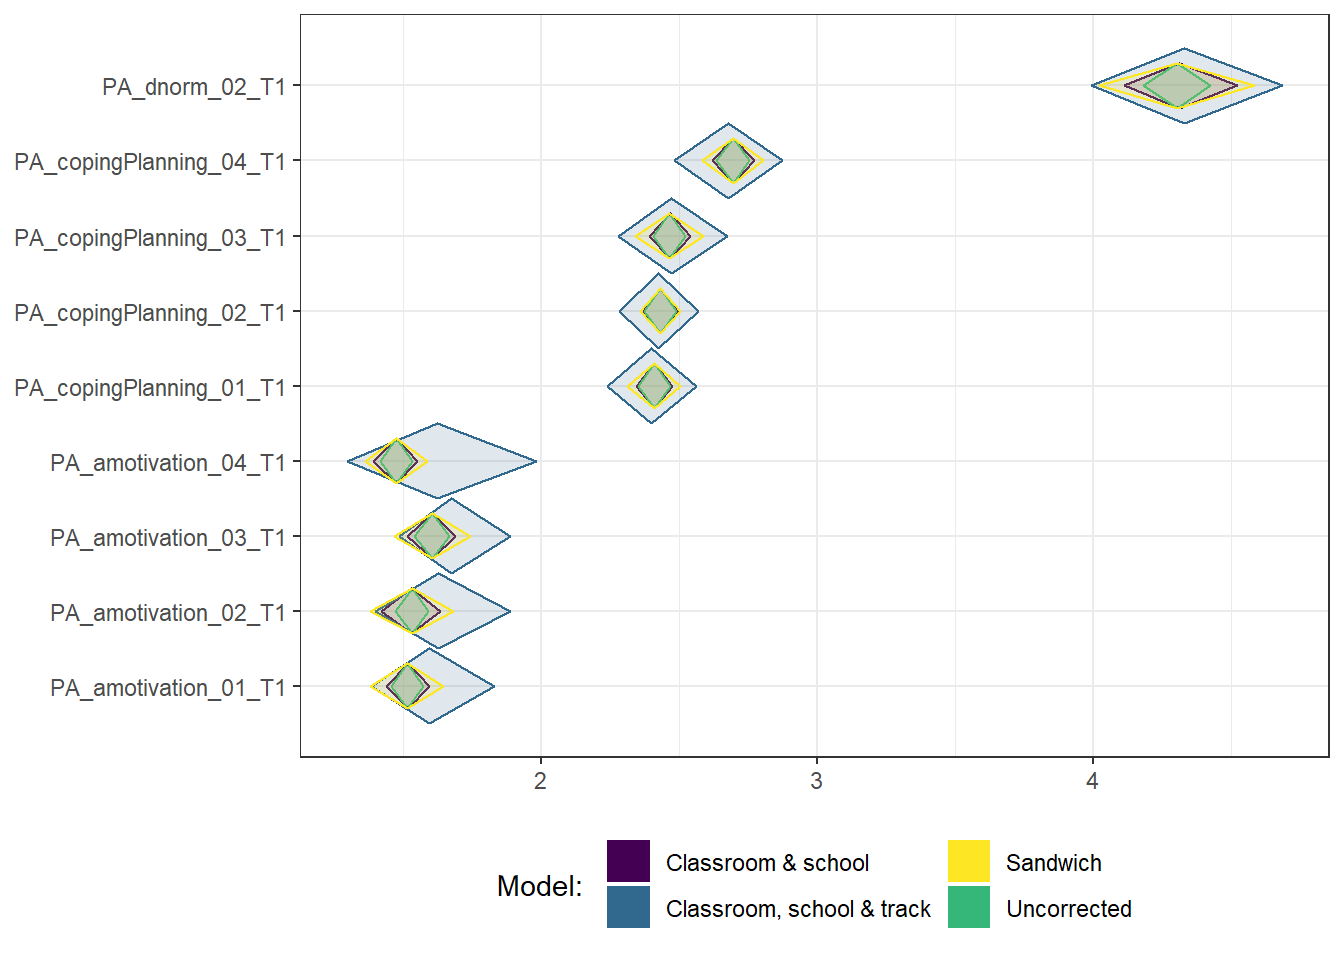 PA_dnorm_02_T1
PA_copingPlanning_04_T1
PA_copingPlanning_03_T1
PA_copingPlanning_02_T1
PA_copingPlanning_01_T1
PA_amotivation_04_T1
PA_amotivation_03_T1
PA_amotivation_02_T1
PA_amotivation_01_T1
2 3 4
Model:
Classroom & school
Classroom, school & track
Sandwich
Uncorrected